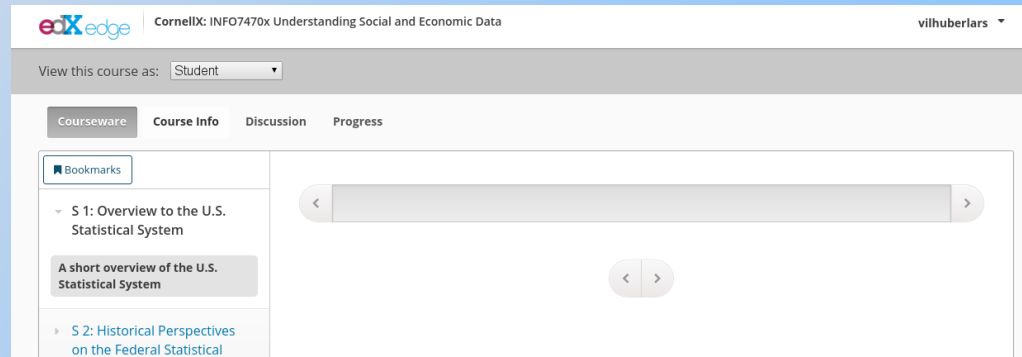 edX edge
CornellX: INFO7470x Understanding Social and Economic Data
vilhuberlars
View this course as: Student
Courseware Course Info Discussion Progress
Bookmarks
S 1: Overview to the U.S.
Statistical System
A short overview of the U.S.
Statistical System
S 2: Historical Perspectives
on the Federal Statistical